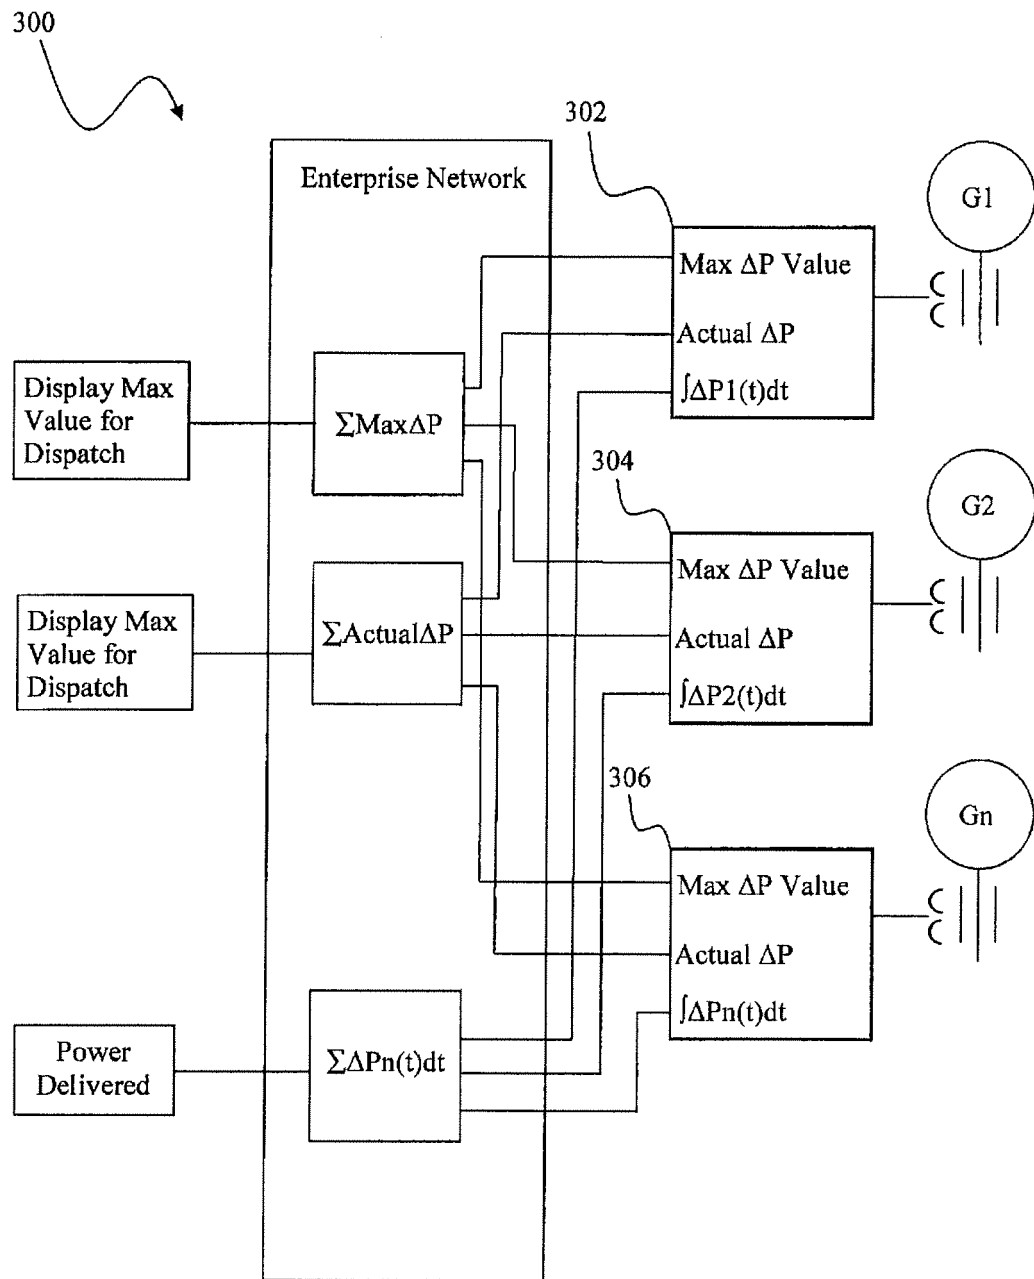 300
Enterprise Network
302
G1
Max ΔP Value
Actual ΔP
∫ΔP1(t)dt
Display Max
Value for
Dispatch
ΣMaxΔP
304
G2
Max ΔP Value
Actual ΔP
∫ΔP2(t)dt
Display Max
Value for
Dispatch
ΣActualΔP
306
Gn
Max ΔP Value
Actual ΔP
∫ΔPn(t)dt
Power
Delivered
ΣΔPn(t)dt